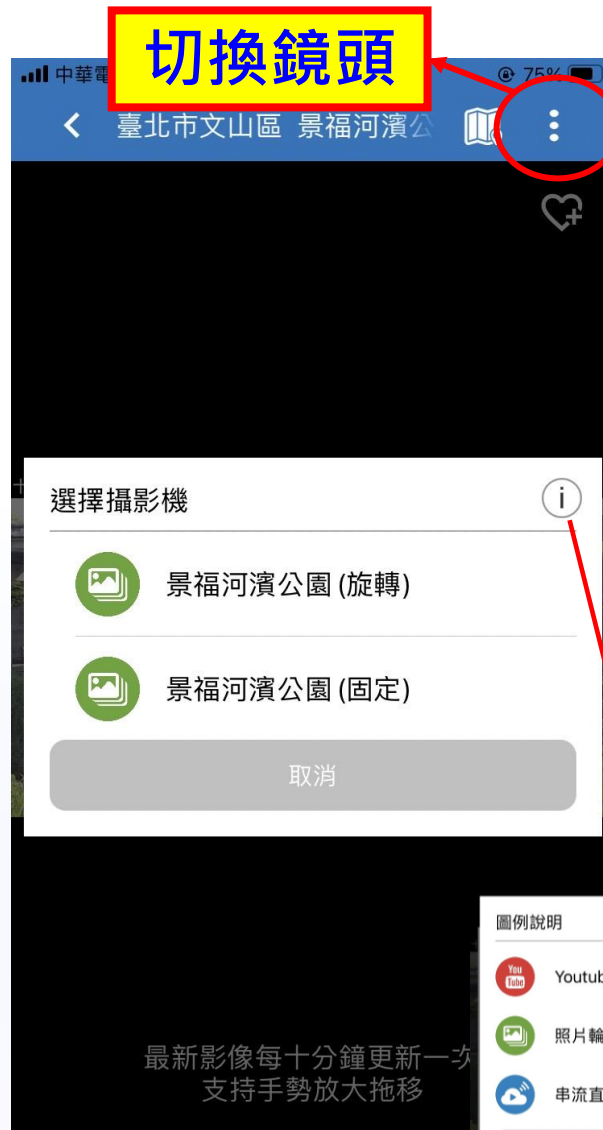 切換鏡頭
中華電
75%
臺北市文山區 景福河濱公
選擇攝影機
i
景福河濱公園 (旋轉)
景福河濱公園 (固定)
取消
圖例說明
You
Tube
Youtub
照片輪
串流直
最新影像每十分鐘更新一次
支持手勢放大拖移